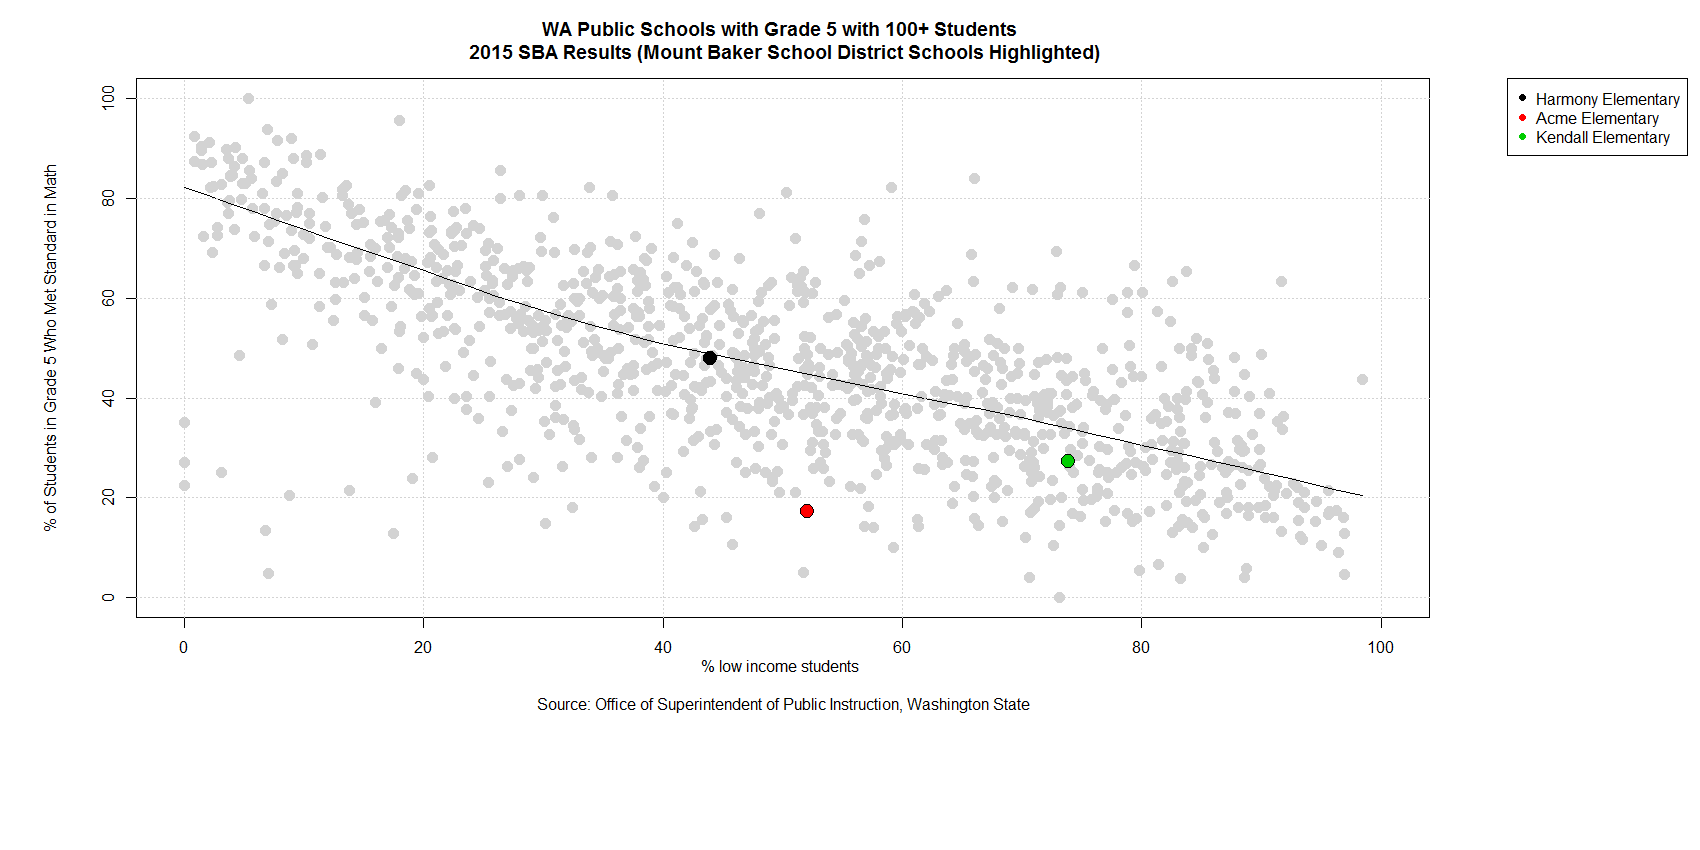 WA Public Schools with Grade 5 with 100+ Students
2015 SBA Results (Mount Baker School District Schools Highlighted)
% of Students in Grade 5 Who Met Standard in Math
100
80
60
40
20
0
0 20 40 60 80 100
% low income students
Source: Office of Superintendent of Public Instruction, Washington State
Harmony Elementary
Acme Elementary
Kendall Elementary